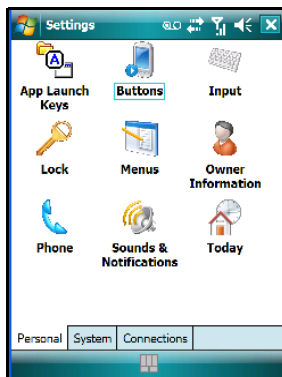 Settings
App Launch Buttons Input
Keys
Lock Menus Owner
Information
Phone Sounds & Today
Notifications
Personal System Connections